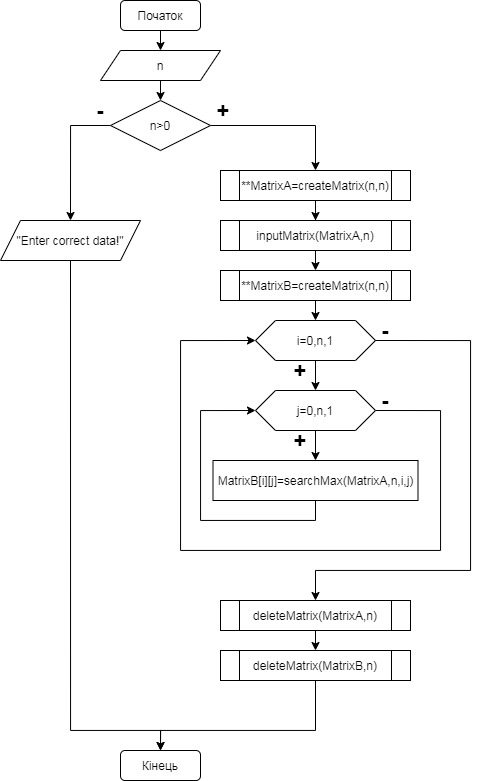 Початок
n
-
+
n>0
**MatrixA=createMatrix(n,n)
inputMatrix(MatrixA,n)
"Enter correct data!"
**MatrixB=createMatrix(n,n)
-
i=0,n,1
+
-
j=0,n,1
+
MatrixB[i][j]=searchMax(MatrixA,n,i,j)
deleteMatrix(MatrixA,n)
deleteMatrix(MatrixB,n)
Кінець